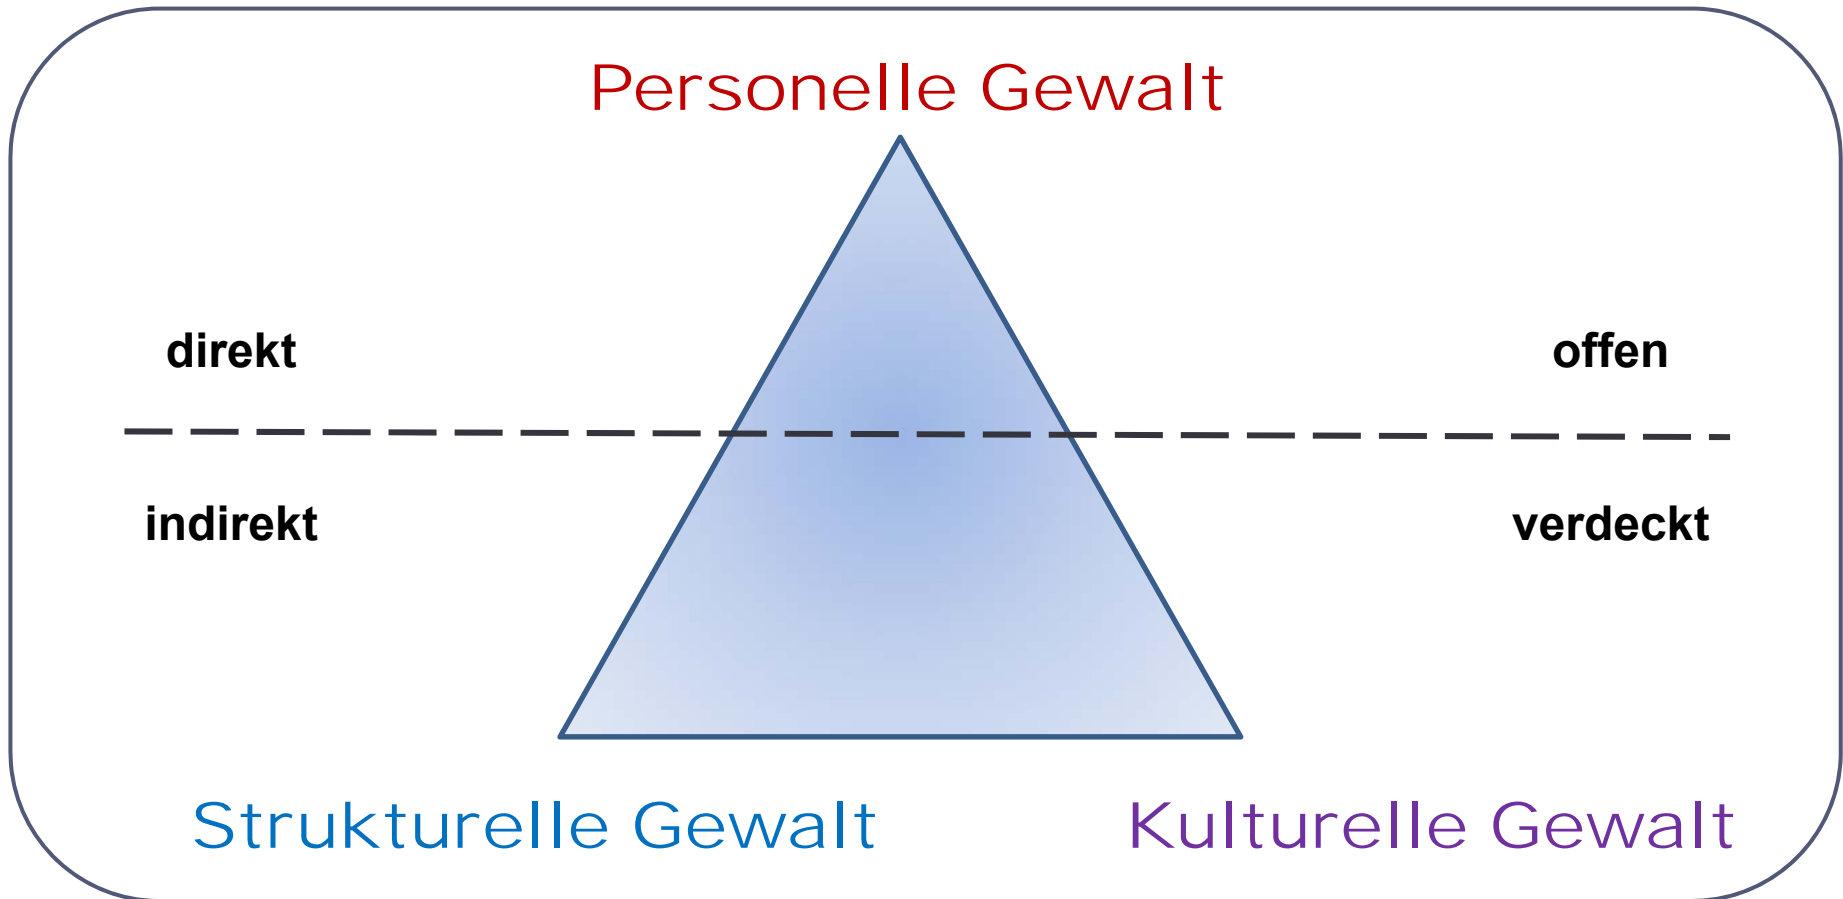 Personelle Gewalt
direkt
offen
indirekt
verdeckt
Strukturelle Gewalt
Kulturelle Gewalt